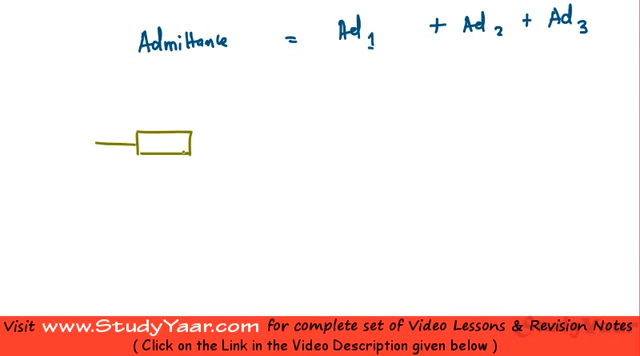 Admittance = Ad1 + Ad2 + Ad3
Visit www.StudyYaar.com for complete set of Video Lessons & Revision Notes
( Click on the Link in the Video Description given below )